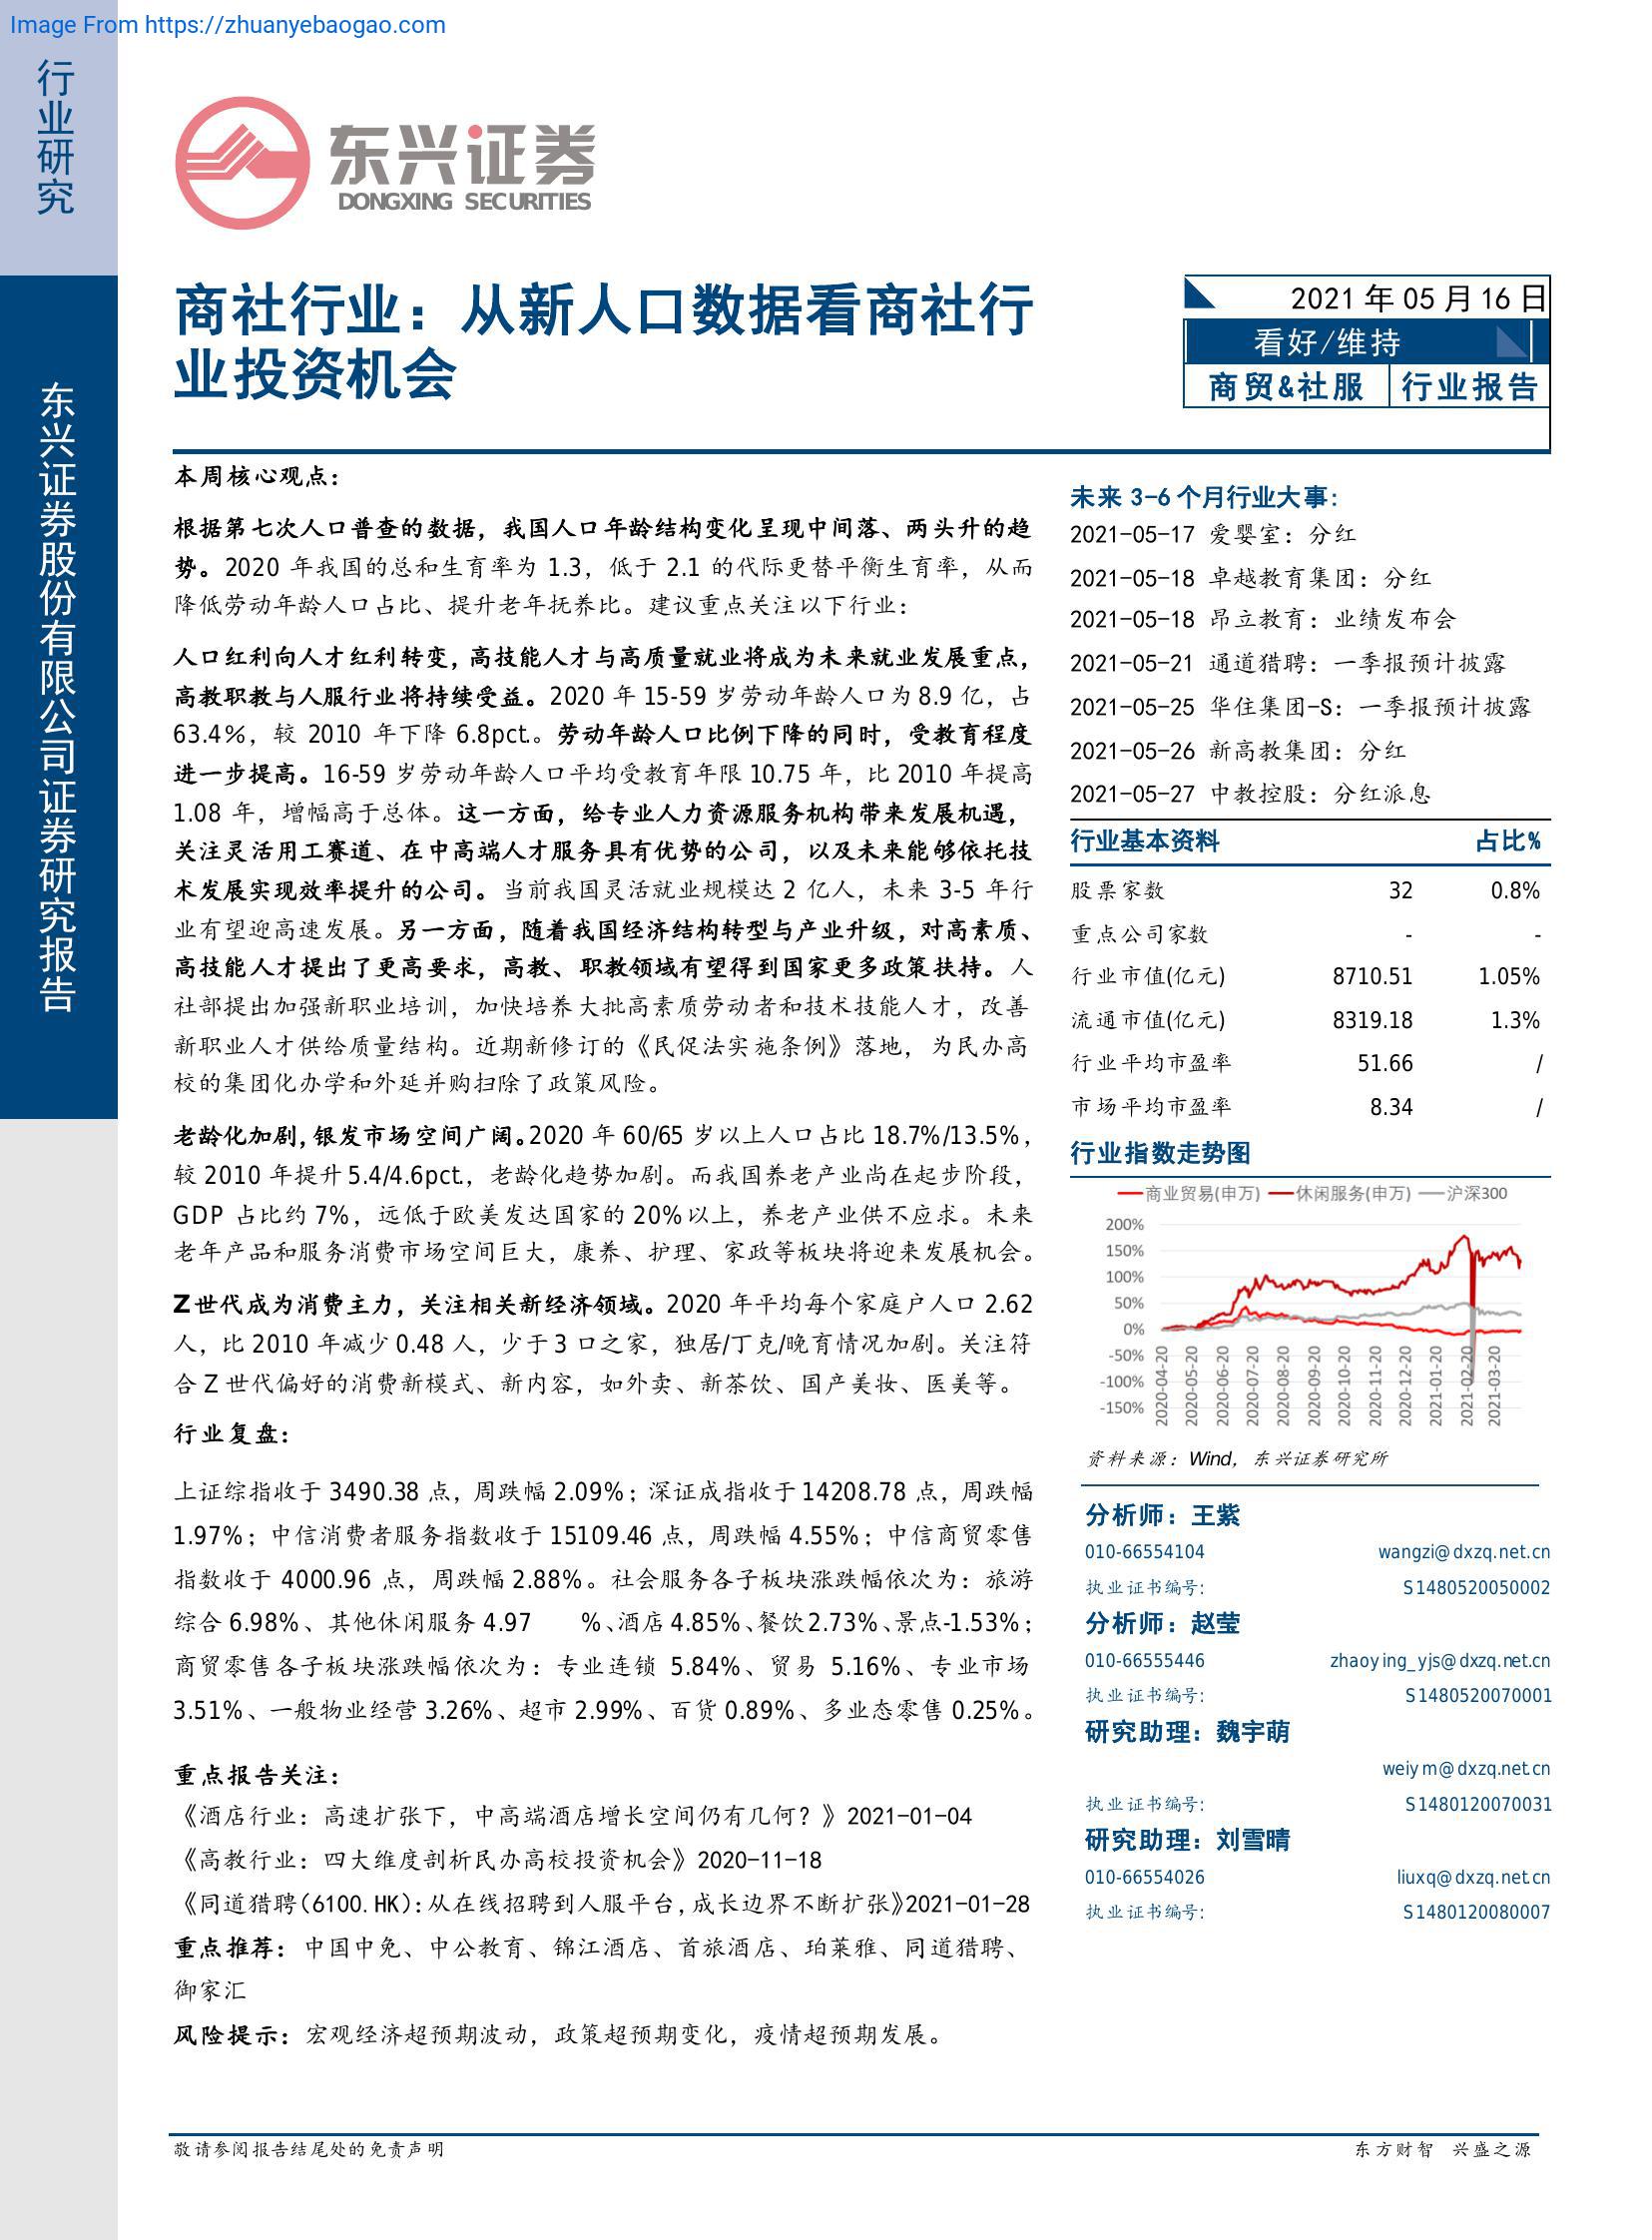 Image From https://zhuanyebaogao.com
行业研究
东兴证券股份有限公司证券研究报告
东兴证券
DONGXING SECURITIES
商社行业：从新人口数据看商社行
业投资机会
2021 年 05 月 16 日
看好/维持
商贸&社服 行业报告
本周核心观点：
根据第七次人口普查的数据，我国人口年龄结构变化呈现中间落、两头升的趋
势。2020 年我国的总和生育率为 1.3，低于 2.1 的代际更替平衡生育率，从而
降低劳动年龄人口占比、提升老年抚养比。建议重点关注以下行业：
人口红利向人才红利转变，高技能人才与高质量就业将成为未来就业发展重点，
高教职教与人服行业将持续受益。2020 年 15-59 岁劳动年龄人口为 8.9 亿，占
63.4%，较 2010 年下降 6.8pct.。劳动年龄人口比例下降的同时，受教育程度
进一步提高。16-59 岁劳动年龄人口平均受教育年限 10.75 年，比 2010 年提高
1.08 年，增幅高于总体。这一方面，给专业人力资源服务机构带来发展机遇，
关注灵活用工赛道、在中高端人才服务具有优势的公司，以及未来能够依托技
术发展实现效率提升的公司。当前我国灵活就业规模达 2 亿人，未来 3-5 年行
业有望迎高速发展。另一方面，随着我国经济结构转型与产业升级，对高素质、
高技能人才提出了更高要求，高教、职教领域有望得到国家更多政策扶持。人
社部提出加强新职业培训，加快培养大批高素质劳动者和技术技能人才，改善
新职业人才供给质量结构。近期新修订的《民促法实施条例》落地，为民办高
校的集团化办学和外延并购扫除了政策风险。
老龄化加剧，银发市场空间广阔。2020 年 60/65 岁以上人口占比 18.7%/13.5%，
较 2010 年提升 5.4/4.6pct.，老龄化趋势加剧。而我国养老产业尚在起步阶段，
GDP 占比约 7%，远低于欧美发达国家的 20%以上，养老产业供不应求。未来
老年产品和服务消费市场空间巨大，康养、护理、家政等板块将迎来发展机会。
Z世代成为消费主力，关注相关新经济领域。2020 年平均每个家庭户人口 2.62
人，比 2010 年减少 0.48 人，少于 3 口之家，独居/丁克/晚育情况加剧。关注符
合 Z 世代偏好的消费新模式、新内容，如外卖、新茶饮、国产美妆、医美等。
行业复盘：
上证综指收于 3490.38 点，周跌幅 2.09%；深证成指收于 14208.78 点，周跌幅
1.97%；中信消费者服务指数收于 15109.46 点，周跌幅 4.55%；中信商贸零售
指数收于 4000.96 点，周跌幅 2.88%。社会服务各子板块涨跌幅依次为：旅游
综合 6.98%、其他休闲服务 4.97 %、酒店 4.85%、餐饮 2.73%、景点-1.53%；
商贸零售各子板块涨跌幅依次为：专业连锁 5.84%、贸易 5.16%、专业市场
3.51%、一般物业经营 3.26%、超市 2.99%、百货 0.89%、多业态零售 0.25%。
重点报告关注：
《酒店行业：高速扩张下，中高端酒店增长空间仍有几何？》2021-01-04
《高教行业：四大维度剖析民办高校投资机会》2020-11-18
《同道猎聘（6100.HK）：从在线招聘到人服平台，成长边界不断扩张》2021-01-28
重点推荐：中国中免、中公教育、锦江酒店、首旅酒店、珀莱雅、同道猎聘、
御家汇
风险提示：宏观经济超预期波动，政策超预期变化，疫情超预期发展。
未来 3-6 个月行业大事：
2021-05-17 爱婴室：分红
2021-05-18 卓越教育集团：分红
2021-05-18 昂立教育：业绩发布会
2021-05-21 通道猎聘：一季报预计披露
2021-05-25 华住集团-S：一季报预计披露
2021-05-26 新高教集团：分红
2021-05-27 中教控股：分红派息
行业基本资料 占比%
股票家数 32 0.8%
重点公司家数 - -
行业市值(亿元) 8710.51 1.05%
流通市值(亿元) 8319.18 1.3%
行业平均市盈率 51.66 /
市场平均市盈率 8.34 /
行业指数走势图
商业贸易(申万) 休闲服务(申万) 沪深300
200%
150%
100%
50%
0%
-50%
-100%
-150%
2020-04-20 2020-05-20 2020-06-20 2020-07-20 2020-08-20 2020-09-20 2020-10-20 2020-11-20 2020-12-20 2021-01-20 2021-02-20 2021-03-20
资料来源：Wind，东兴证券研究所
分析师：王紫
010-66554104 wangzi@dxzq.net.cn
执业证书编号: S1480520050002
分析师：赵莹
010-66555446 zhaoying_yjs@dxzq.net.cn
执业证书编号: S1480520070001
研究助理：魏宇萌
weiym@dxzq.net.cn
执业证书编号: S1480120070031
研究助理：刘雪晴
010-66554026 liuxq@dxzq.net.cn
执业证书编号: S1480120080007
敬请参阅报告结尾处的免责声明
东方财智 兴盛之源